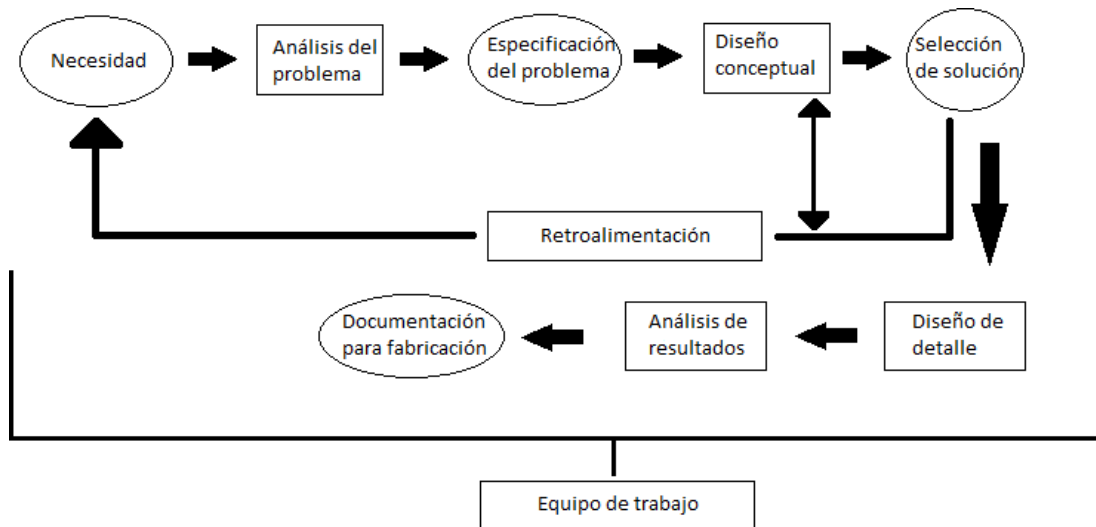 Necesidad
Análisis del
problema
Especificación
del problema
Diseño
conceptual
Selección
de solución
Retroalimentación
Documentación
para fabricación
Análisis de
resultados
Diseño de
detalle
Equipo de trabajo